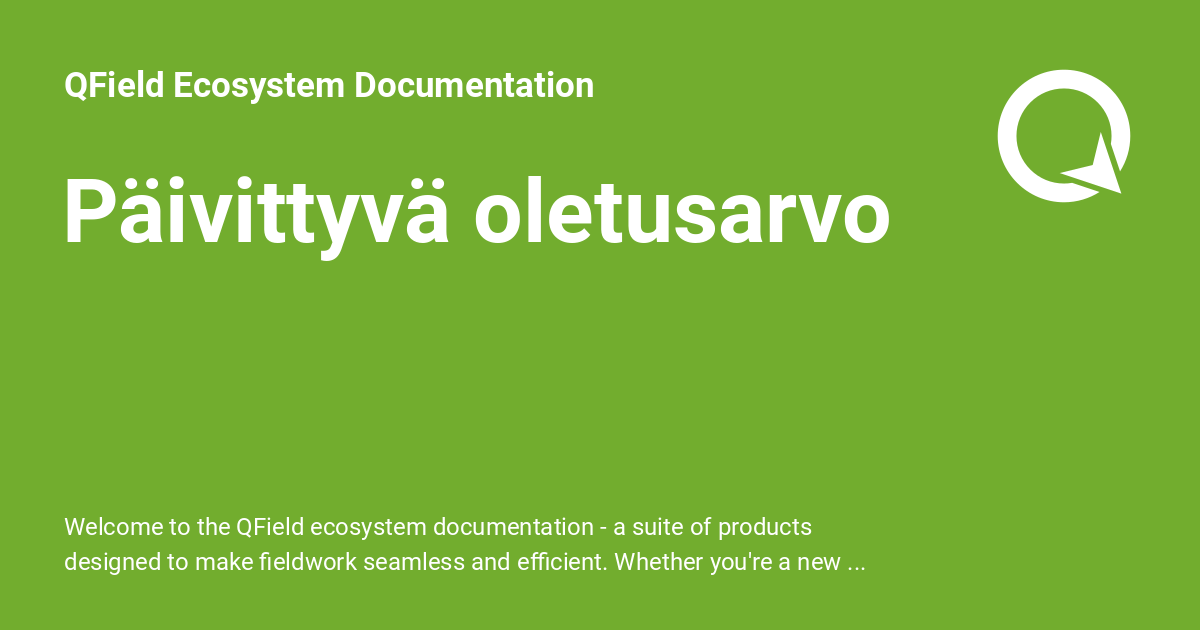 QField Ecosystem Documentation
Päivittyvä oletusarvo
Welcome to the QField ecosystem documentation - a suite of products
designed to make fieldwork seamless and efficient. Whether you're a new ...